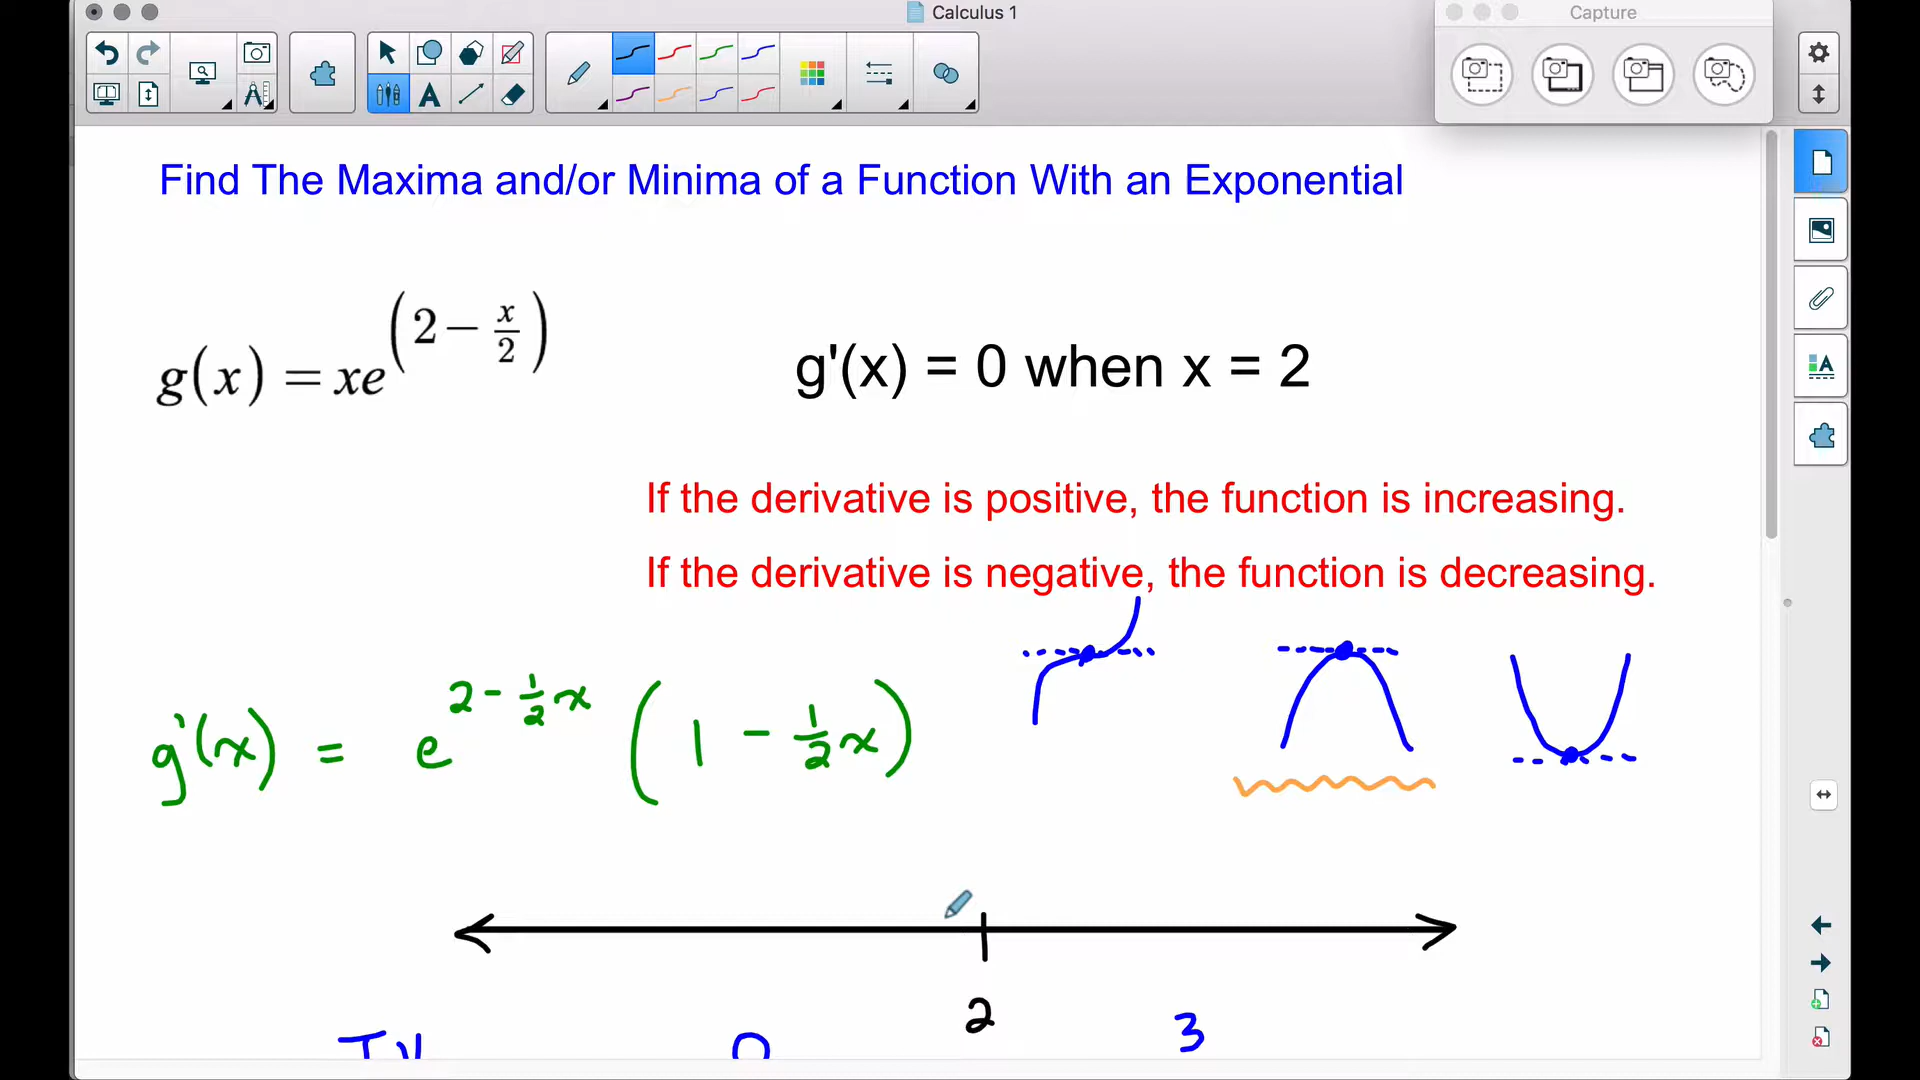 Calculus 1
Capture
Find The Maxima and/or Minima of a Function With an Exponential
g(x) = xe^(2 − x/2)
g'(x) = 0 when x = 2
If the derivative is positive, the function is increasing.
If the derivative is negative, the function is decreasing.
g'(x) = e^(2 - 1/2 x) (1 - 1/2 x)
2
3